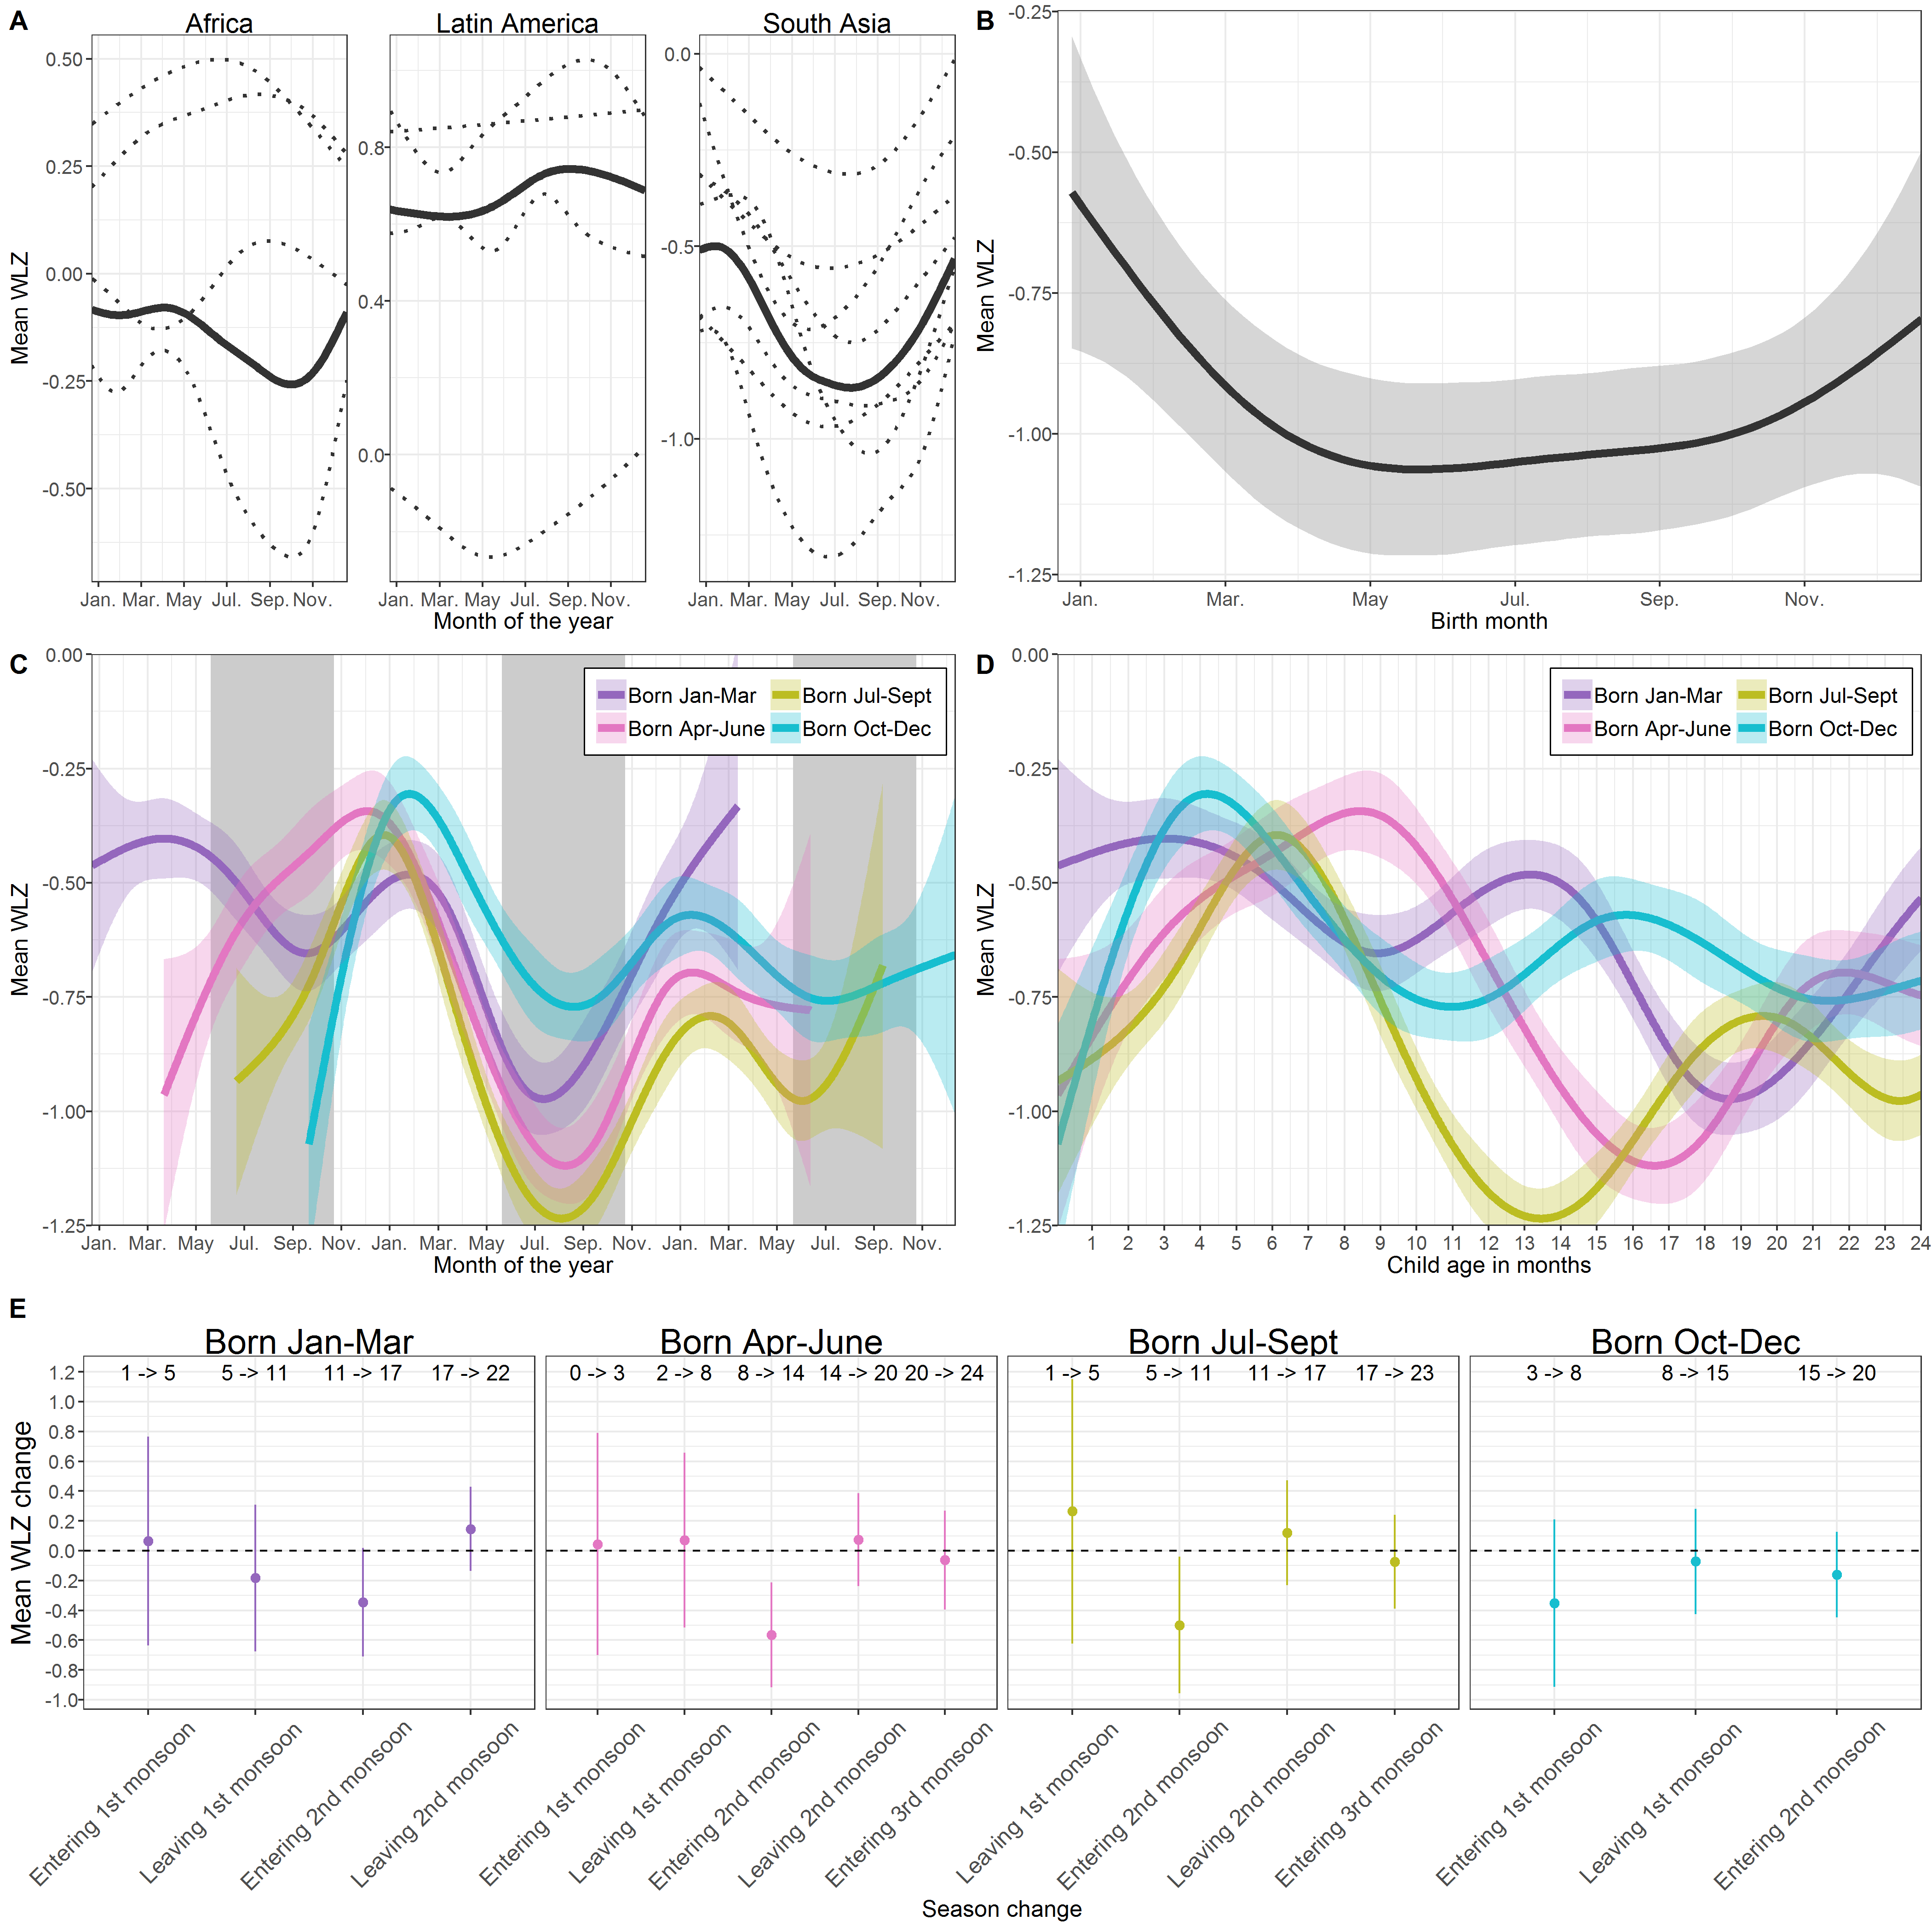 A
Africa
Latin America
South Asia
Mean WLZ
0.50
0.25
0.00
-0.25
-0.50
0.8
0.4
0.0
0.0
-0.5
-1.0
Jan. Mar. May Jul. Sep. Nov.
Jan. Mar. May Jul. Sep. Nov.
Jan. Mar. May Jul. Sep. Nov.
Month of the year
B
Mean WLZ
-0.25
-0.50
-0.75
-1.00
-1.25
Jan. Mar. May Jul. Sep. Nov.
Birth month
C
Born Jan-Mar
Born Jul-Sept
Born Apr-June
Born Oct-Dec
Mean WLZ
0.00
-0.25
-0.50
-0.75
-1.00
-1.25
Jan. Mar. May Jul. Sep. Nov. Jan. Mar. May Jul. Sep. Nov. Jan. Mar. May Jul. Sep. Nov.
Month of the year
D
Born Jan-Mar
Born Jul-Sept
Born Apr-June
Born Oct-Dec
Mean WLZ
0.00
-0.25
-0.50
-0.75
-1.00
-1.25
1 2 3 4 5 6 7 8 9 10 11 12 13 14 15 16 17 18 19 20 21 22 23 24
Child age in months
E
Born Jan-Mar
Born Apr-June
Born Jul-Sept
Born Oct-Dec
1 -> 5 5 -> 11 11 -> 17 17 -> 22
0 -> 3 2 -> 8 8 -> 14 14 -> 20 20 -> 24
1 -> 5 5 -> 11 11 -> 17 17 -> 23
3 -> 8 8 -> 15 15 -> 20
Mean WLZ change
1.2
1.0
0.8
0.6
0.4
0.2
0.0
-0.2
-0.4
-0.6
-0.8
-1.0
Entering 1st monsoon
Leaving 1st monsoon
Entering 2nd monsoon
Leaving 2nd monsoon
Entering 1st monsoon
Leaving 1st monsoon
Entering 2nd monsoon
Leaving 2nd monsoon
Entering 3rd monsoon
Leaving 1st monsoon
Entering 2nd monsoon
Leaving 2nd monsoon
Entering 3rd monsoon
Entering 1st monsoon
Leaving 1st monsoon
Entering 2nd monsoon
Season change